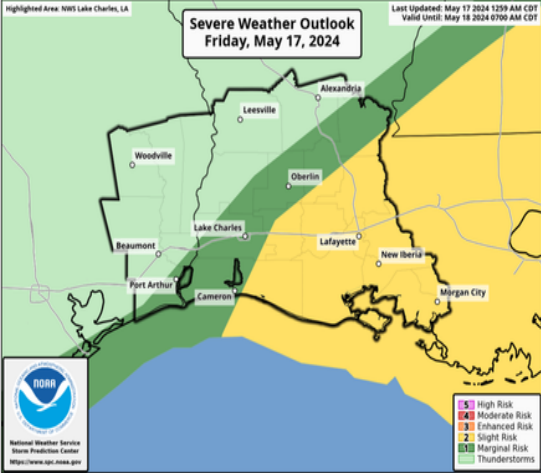 Highlighted Area: NWS Lake Charles, LA
Severe Weather Outlook
Friday, May 17, 2024
Last Updated: May 17 2024 1259 AM CDT
Valid Until: May 18 2024 0700 AM CDT
Alexandria
Leesville
Woodville
Oberlin
Lake Charles
Lafayette
Beaumont
New Iberia
Port Arthur
Cameron
Morgan City
NOAA
National Weather Service
Storm Prediction Center
https://www.spc.noaa.gov
5 High Risk
4 Moderate Risk
3 Enhanced Risk
2 Slight Risk
1 Marginal Risk
Thunderstorms